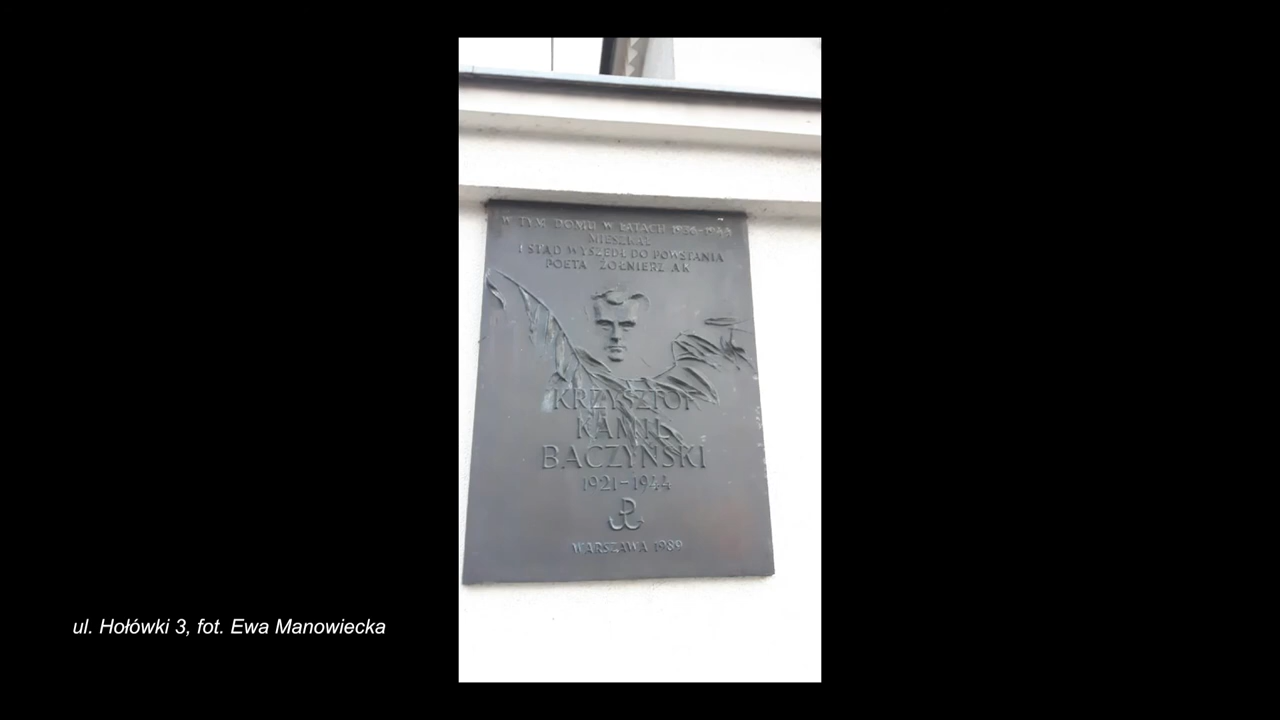 W TYM DOMU W LATACH 1936-1944
MIESZKAŁ
I STĄD WYSZEDŁ DO POWSTANIA
POETA ŻOŁNIERZ AK
KRZYSZTOF
KAMIL
BACZYŃSKI
1921-1944
WARSZAWA 1989
ul. Hołówki 3, fot. Ewa Manowiecka